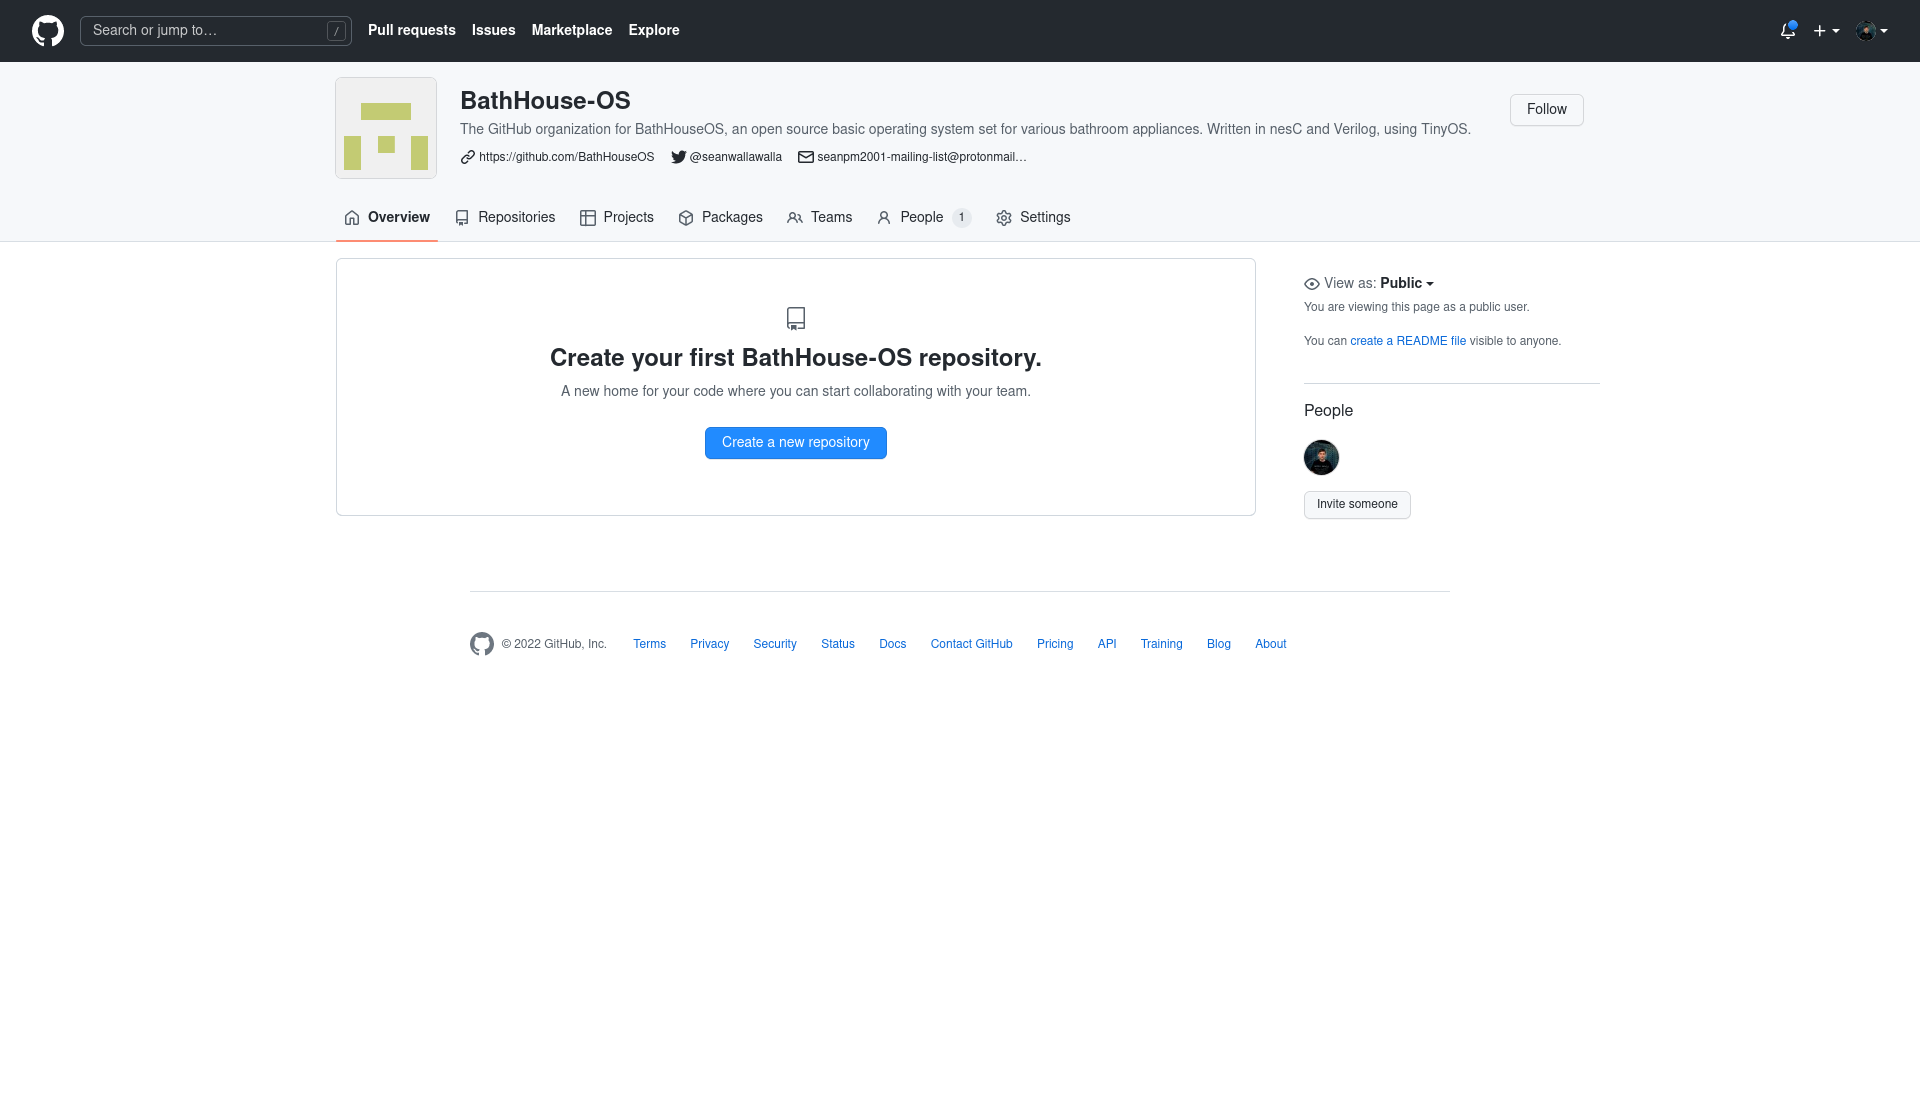 Search or jump to… /
Pull requests Issues Marketplace Explore
BathHouse-OS
Follow
The GitHub organization for BathHouseOS, an open source basic operating system set for various bathroom appliances. Written in nesC and Verilog, using TinyOS.
https://github.com/BathHouseOS @seanwallawalla seanpm2001-mailing-list@protonmail…
Overview Repositories Projects Packages Teams People 1 Settings
Create your first BathHouse-OS repository.
A new home for your code where you can start collaborating with your team.
Create a new repository
View as: Public
You are viewing this page as a public user.
You can create a README file visible to anyone.
People
Invite someone
© 2022 GitHub, Inc. Terms Privacy Security Status Docs Contact GitHub Pricing API Training Blog About